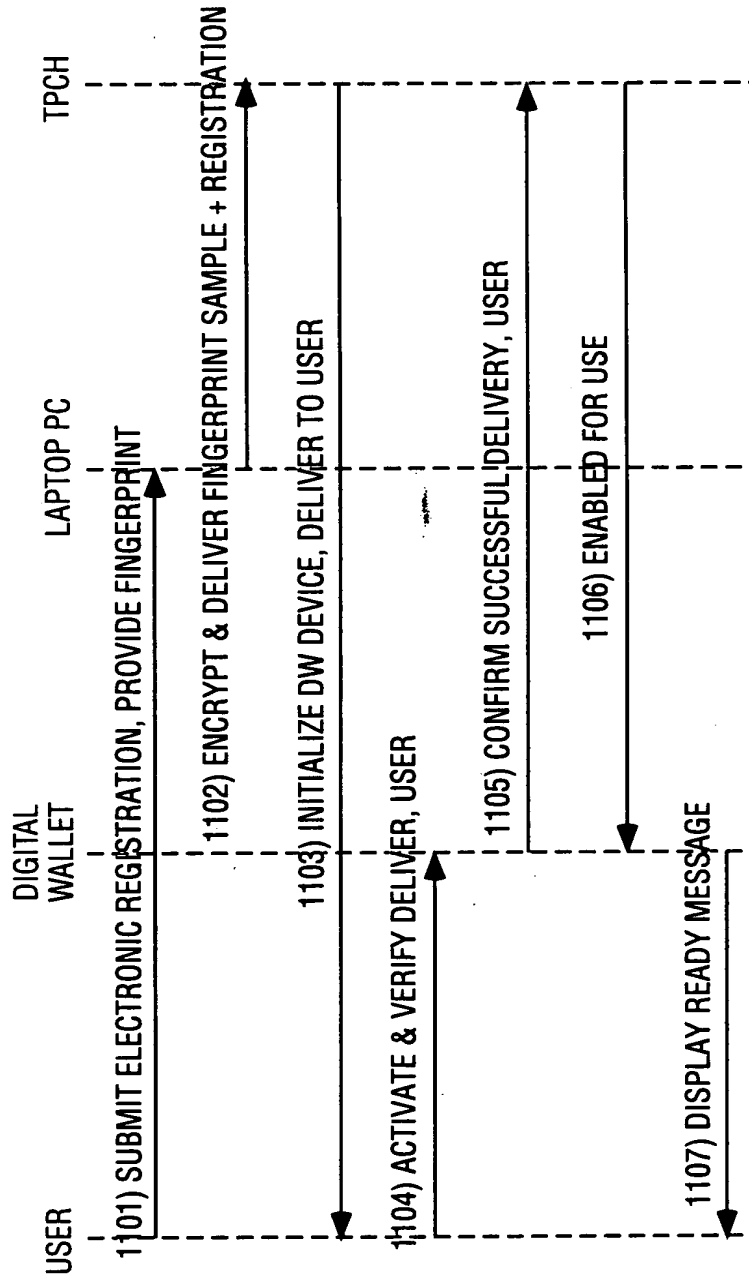 USER
DIGITAL
WALLET
LAPTOP PC
TPCH
1101) SUBMIT ELECTRONIC REGISTRATION, PROVIDE FINGERPRINT
1102) ENCRYPT & DELIVER FINGERPRINT SAMPLE + REGISTRATION
1103) INITIALIZE DW DEVICE, DELIVER TO USER
1104) ACTIVATE & VERIFY DELIVER, USER
1105) CONFIRM SUCCESSFUL DELIVERY, USER
1106) ENABLED FOR USE
1107) DISPLAY READY MESSAGE